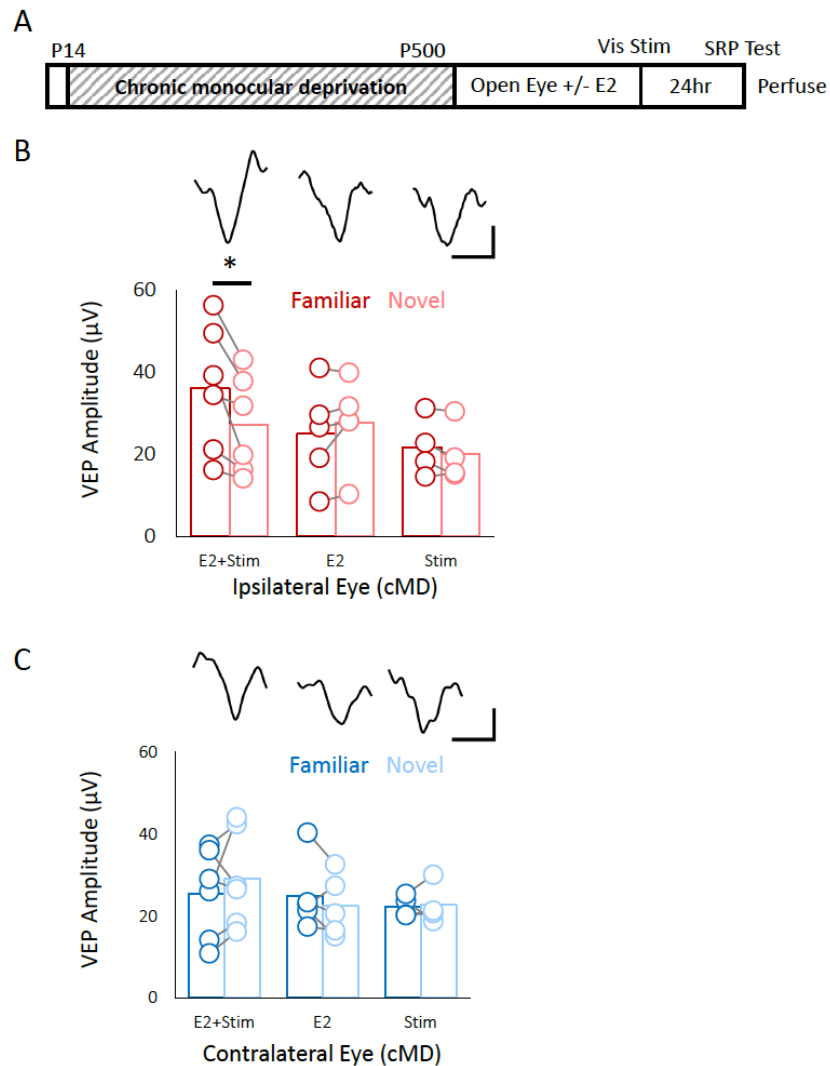 A
P14 P500 Vis Stim SRP Test
Chronic monocular deprivation Open Eye +/- E2 24hr Perfuse
B
*
60
Familiar Novel
40
20
0
VEP Amplitude (µV)
E2+Stim E2 Stim
Ipsilateral Eye (cMD)
C
60
Familiar Novel
40
20
0
VEP Amplitude (µV)
E2+Stim E2 Stim
Contralateral Eye (cMD)